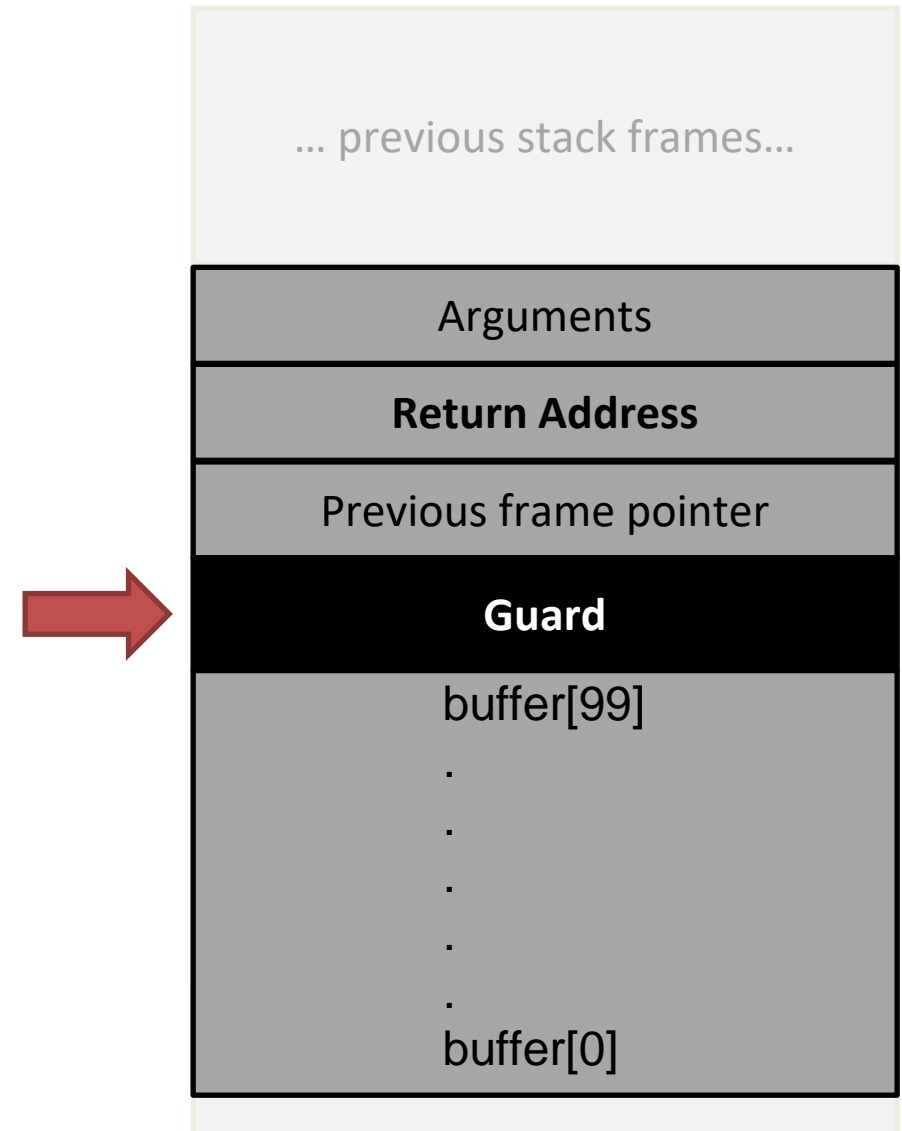 ... previous stack frames...
Arguments
Return Address
Previous frame pointer
Guard
buffer[99]
.
.
.
.
.
buffer[0]